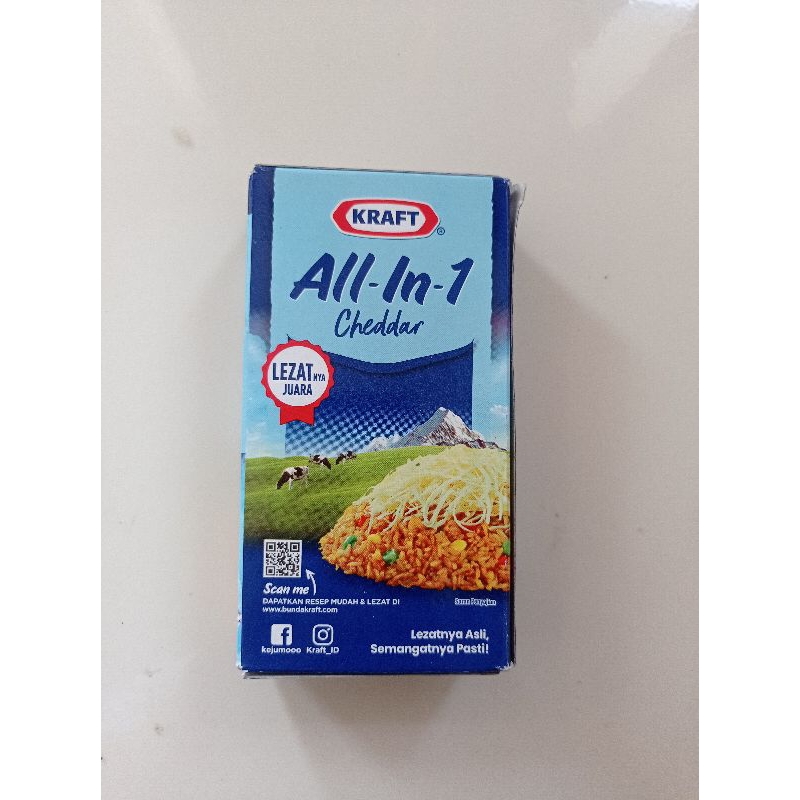 KRAFT
®
All-In-1
Cheddar
LEZATNYA
JUARA
Scan me
DAPATKAN RESEP MUDAH & LEZAT DI
www.bundakraft.com
Saran Penyajian
kejumooo
Kraft_ID
Lezatnya Asli,
Semangatnya Pasti!